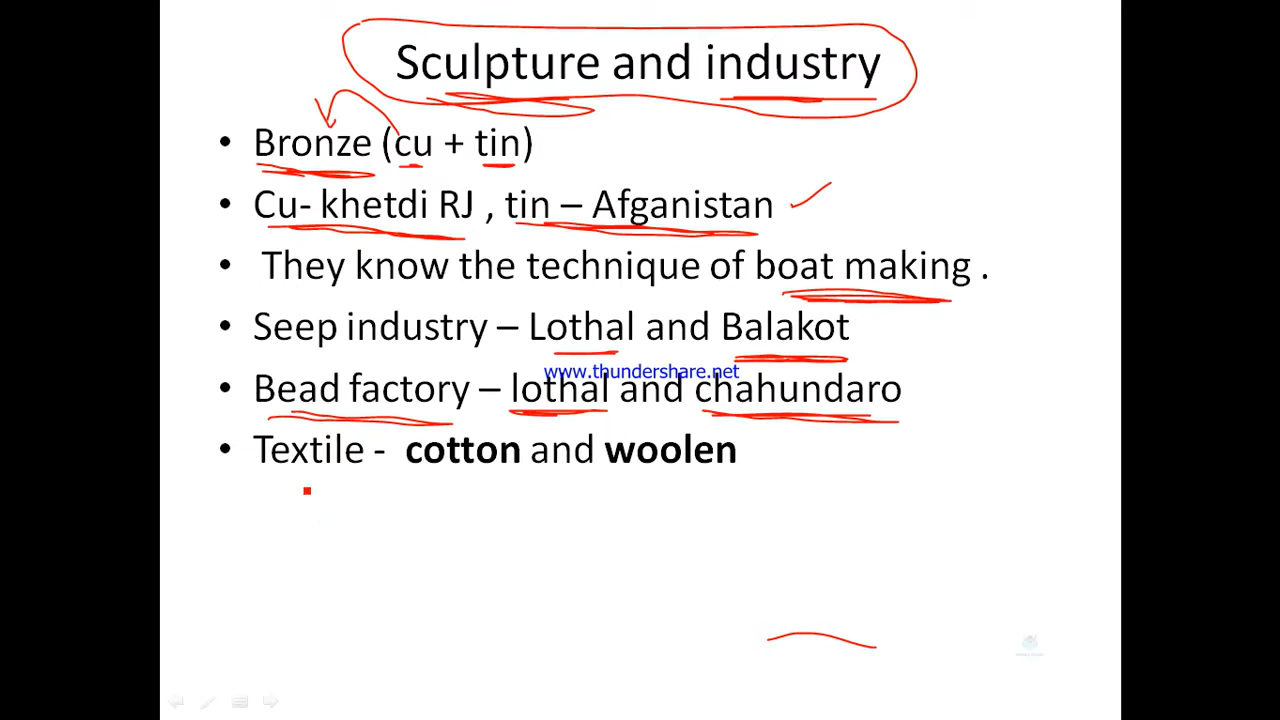 Sculpture and industry
• Bronze (cu + tin)
• Cu- khetdi RJ , tin – Afganistan
• They know the technique of boat making .
• Seep industry – Lothal and Balakot
www.thundershare.net
• Bead factory – lothal and chahundaro
• Textile - cotton and woolen